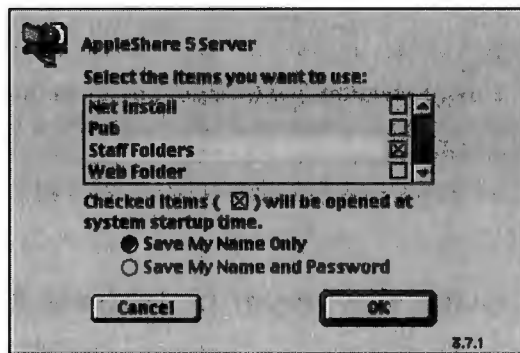 AppleShare 5 Server
Select the items you want to use:
Net Install
Pub
Staff Folders
Web Folder
Checked items ( ☒ ) will be opened at
system startup time.
Save My Name Only
Save My Name and Password
Cancel
OK
3.7.1